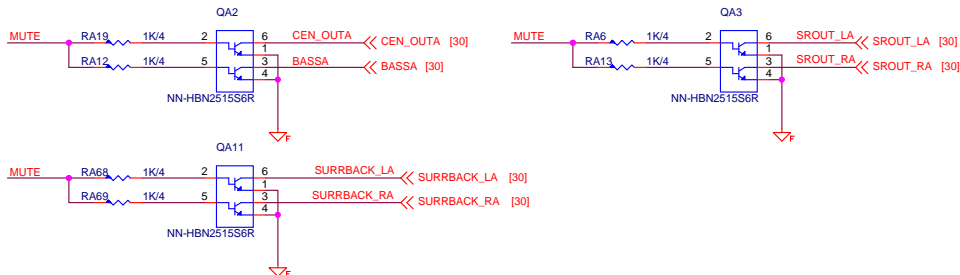 QA2
MUTE RA19 1K/4 2 6 CEN_OUTA CEN_OUTA [30]
1
RA12 1K/4 5 3 BASSA BASSA [30]
4
NN-HBN2515S6R
F
QA3
MUTE RA6 1K/4 2 6 SROUT_LA SROUT_LA [30]
1
RA13 1K/4 5 3 SROUT_RA SROUT_RA [30]
4
NN-HBN2515S6R
F
QA11
MUTE RA68 1K/4 2 6 SURRBACK_LA SURRBACK_LA [30]
1
RA69 1K/4 5 3 SURRBACK_RA SURRBACK_RA [30]
4
NN-HBN2515S6R
F